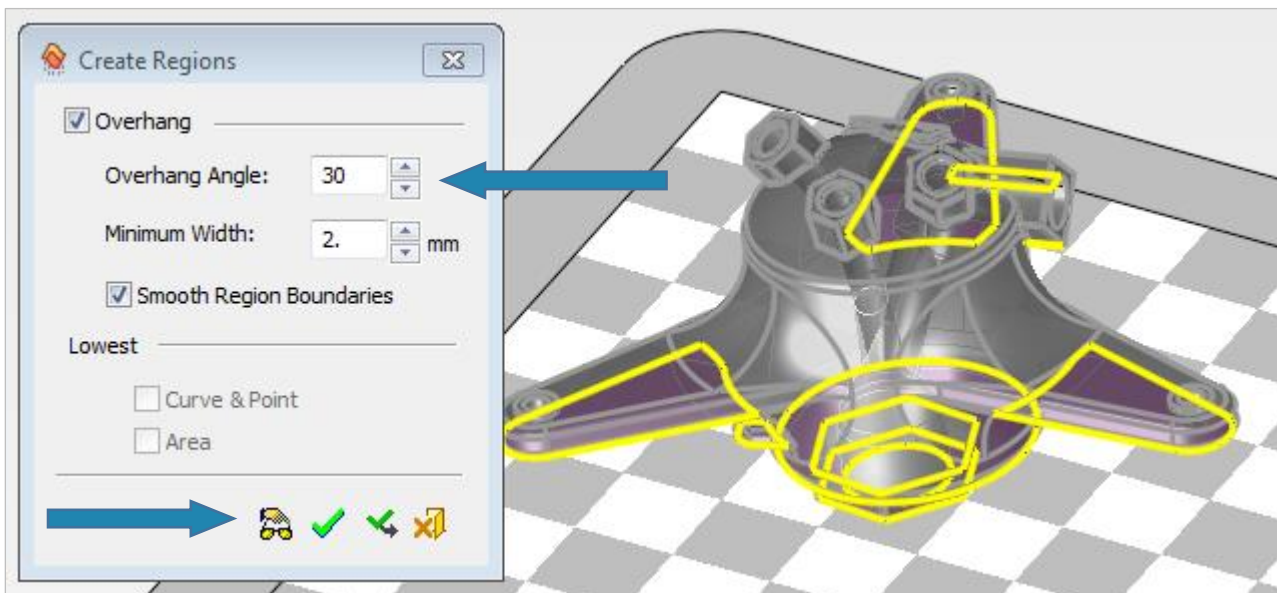 Create Regions
Overhang
Overhang Angle: 30
Minimum Width: 2. mm
Smooth Region Boundaries
Lowest
Curve & Point
Area